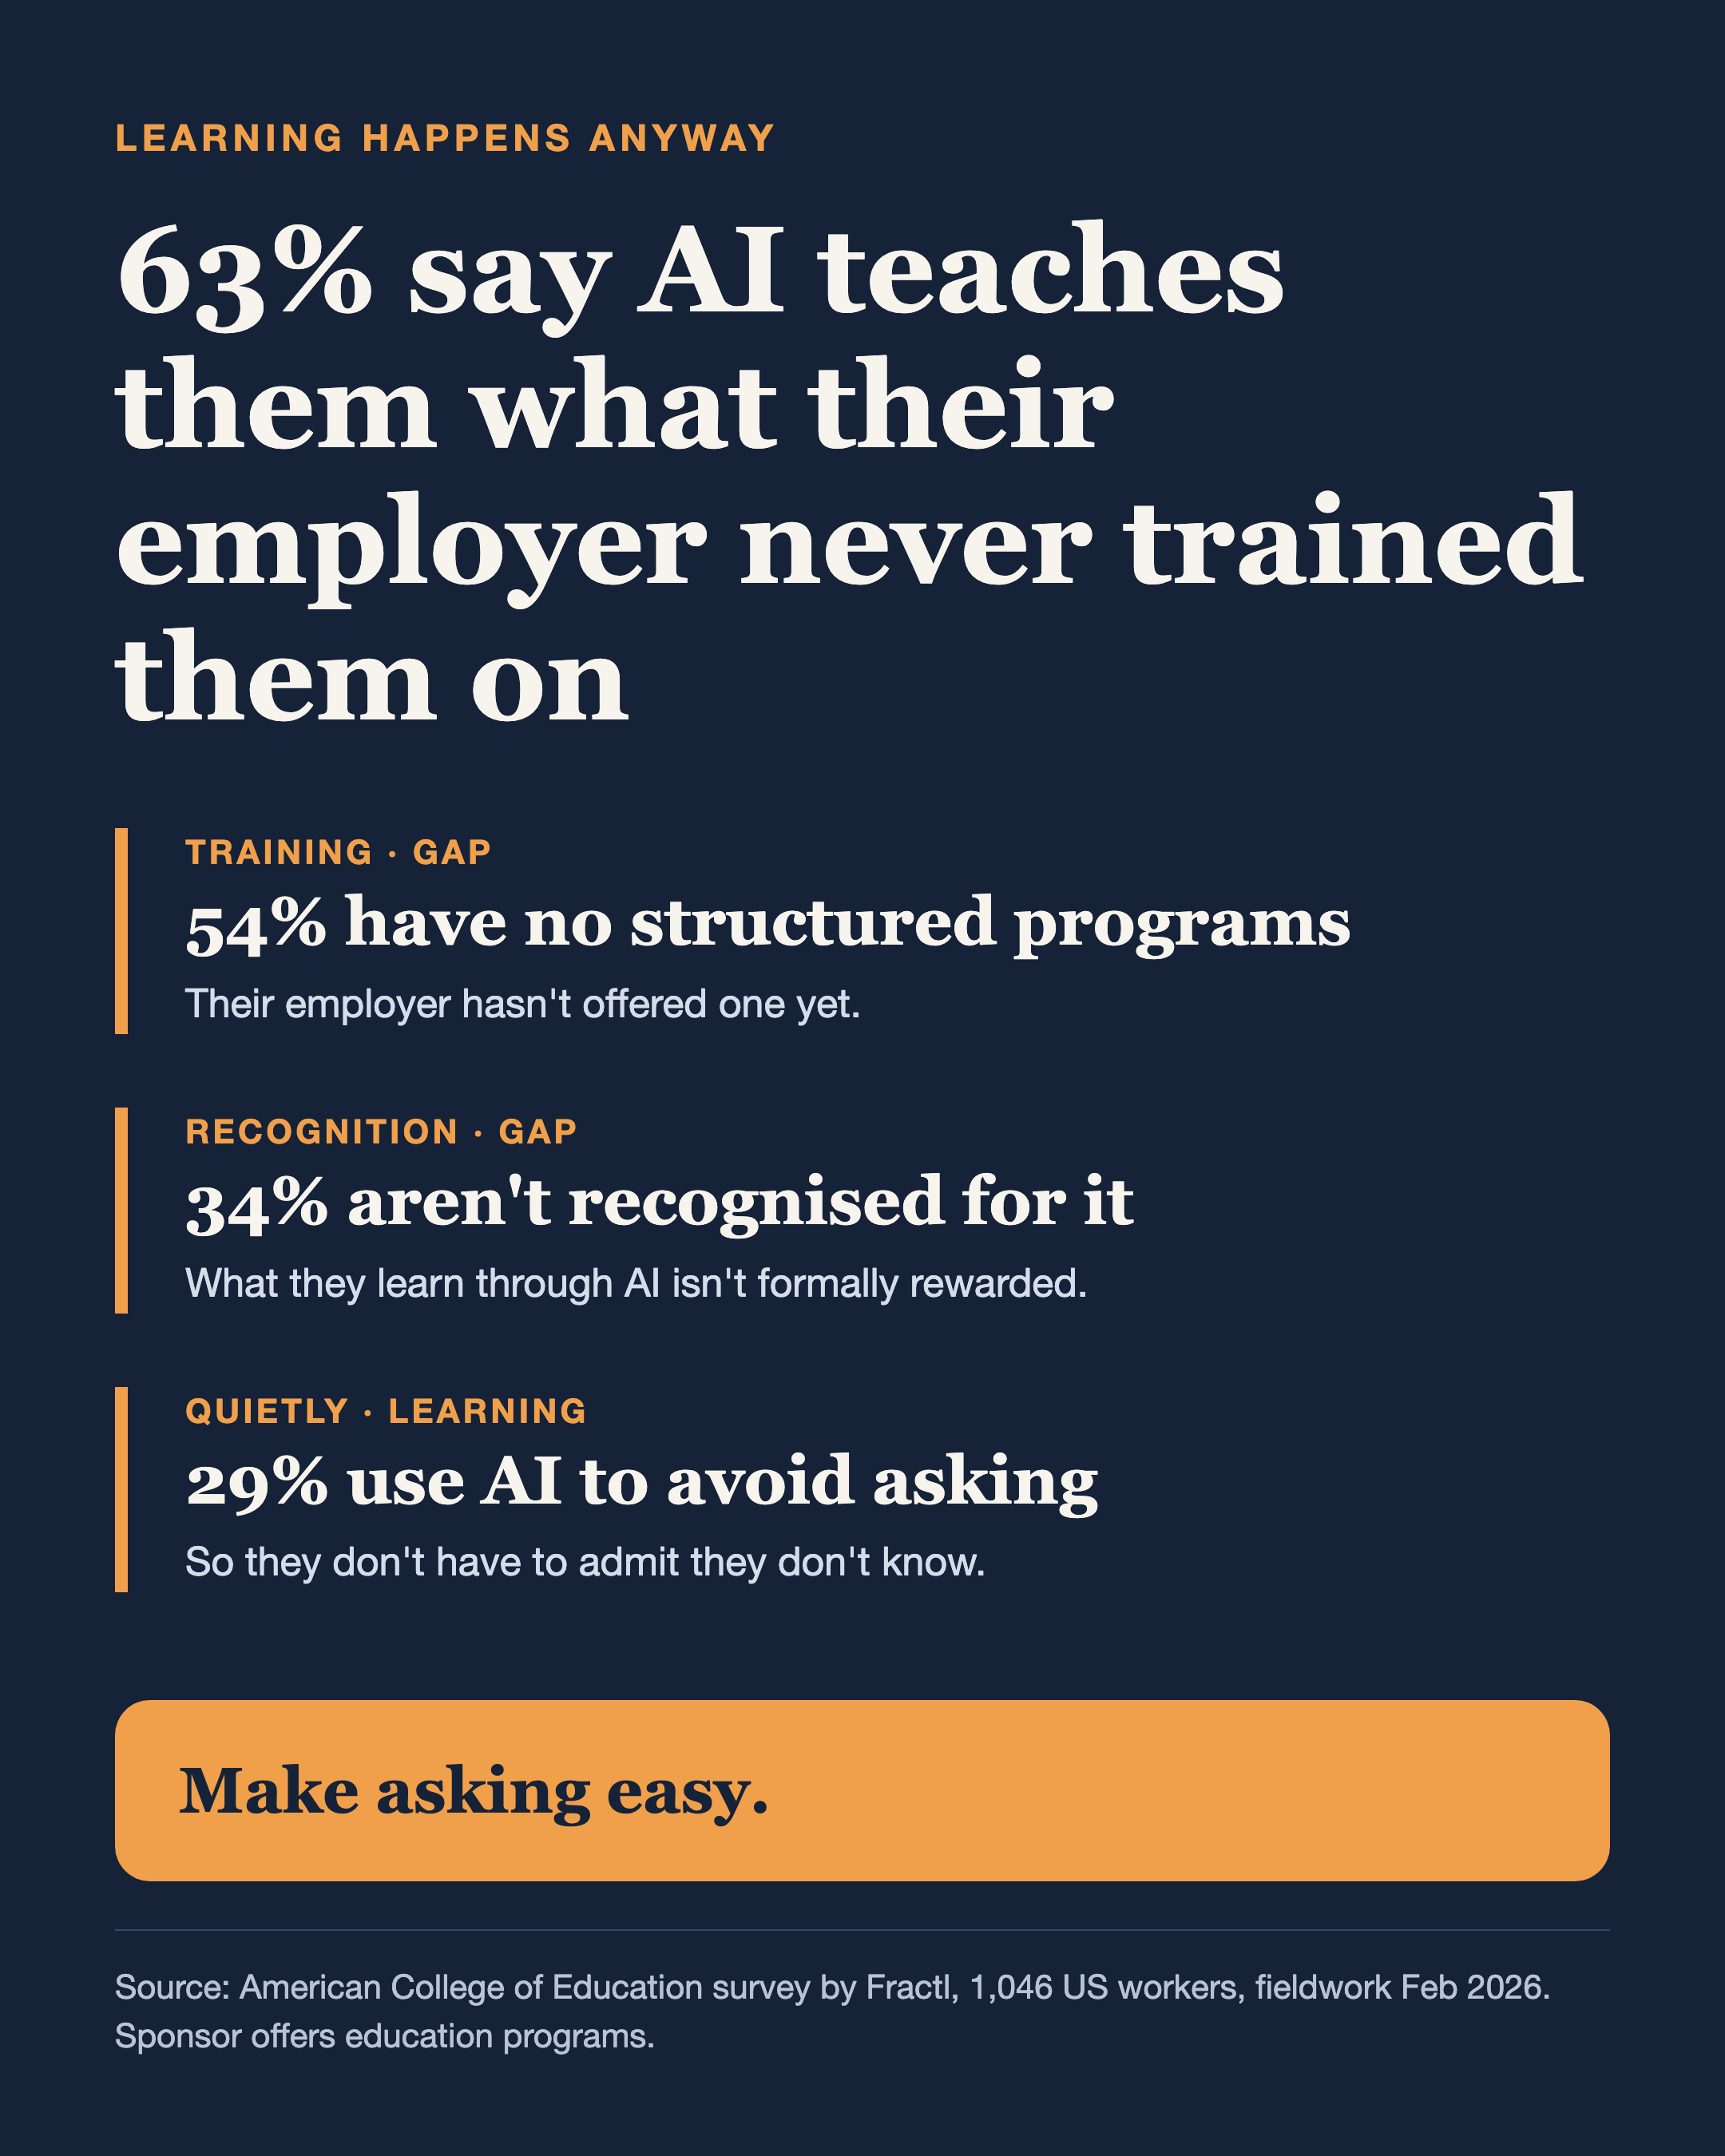 LEARNING HAPPENS ANYWAY
63% say AI teaches
them what their
employer never trained
them on
TRAINING · GAP
54% have no structured programs
Their employer hasn't offered one yet.
RECOGNITION · GAP
34% aren't recognised for it
What they learn through AI isn't formally rewarded.
QUIETLY · LEARNING
29% use AI to avoid asking
So they don't have to admit they don't know.
Make asking easy.
Source: American College of Education survey by Fractl, 1,046 US workers, fieldwork Feb 2026.
Sponsor offers education programs.